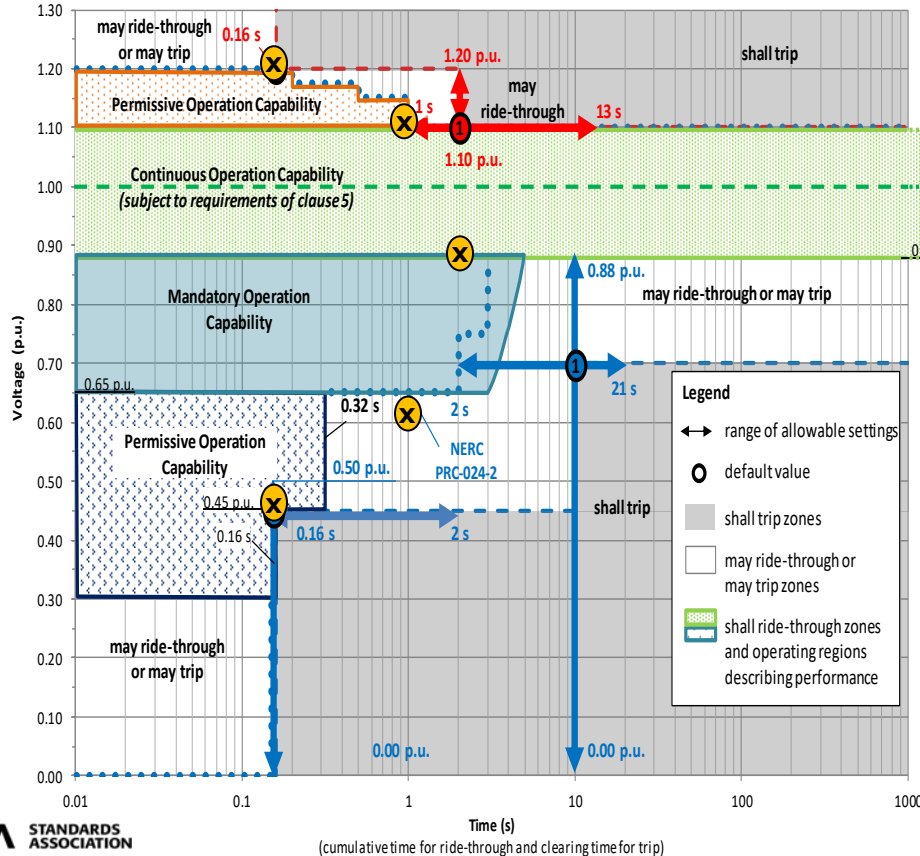 1.30
1.20
1.10
1.00
0.90
0.80
0.70
0.60
0.50
0.40
0.30
0.20
0.10
0.00
Voltage (p.u.)
may ride-through
or may trip
0.16 s
x
1.20 p.u.
shall trip
Permissive Operation Capability
may
ride-through
1 s
x
1
13 s
1.10 p.u.
Continuous Operation Capability
(subject to requirements of clause 5)
x
0.
0.88 p.u.
Mandatory Operation
Capability
may ride-through or may trip
1
0.65 p.u.
0.32 s
2 s
21 s
x
Permissive Operation
Capability
NERC
PRC-024-2
0.50 p.u.
0.45 p.u.
x
0.16 s
0.16 s
2 s
shall trip
may ride-through
or may trip
0.00 p.u.
0.00 p.u.
Legend
range of allowable settings
default value
shall trip zones
may ride-through or
may trip zones
shall ride-through zones
and operating regions
describing performance
0.01
0.1
1
10
100
1000
Time (s)
(cumulative time for ride-through and clearing time for trip)
STANDARDS
ASSOCIATION